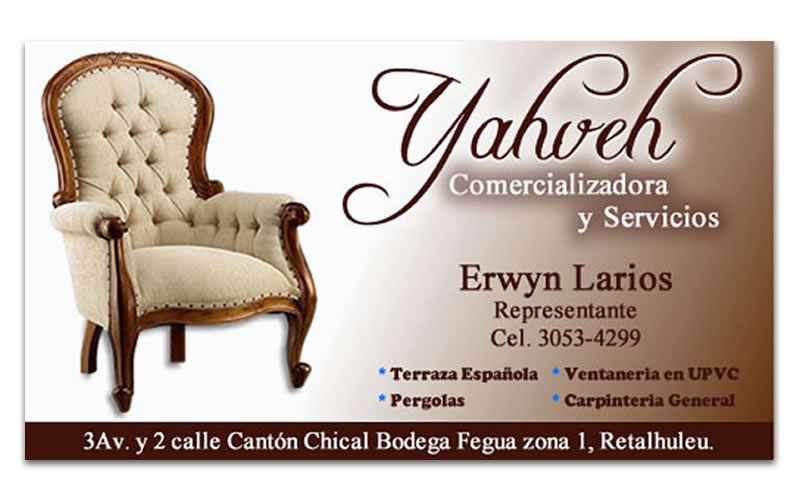 Yahveh
Comercializadora
y Servicios
Erwyn Larios
Representante
Cel. 3053-4299
* Terraza Española * Ventaneria en UPVC
* Pergolas * Carpinteria General
3Av. y 2 calle Cantón Chical Bodega Fegua zona 1, Retalhuleu.